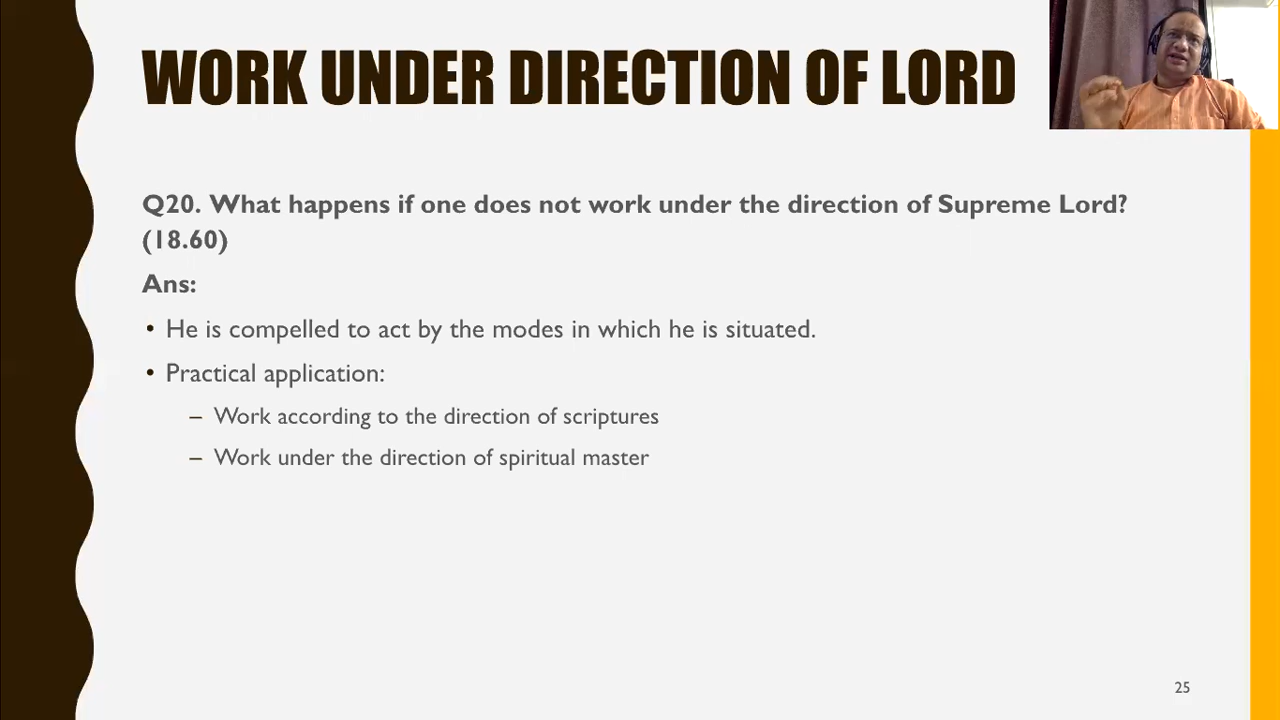 WORK UNDER DIRECTION OF LORD
Q20. What happens if one does not work under the direction of Supreme Lord?
(18.60)
Ans:
• He is compelled to act by the modes in which he is situated.
• Practical application:
– Work according to the direction of scriptures
– Work under the direction of spiritual master
25